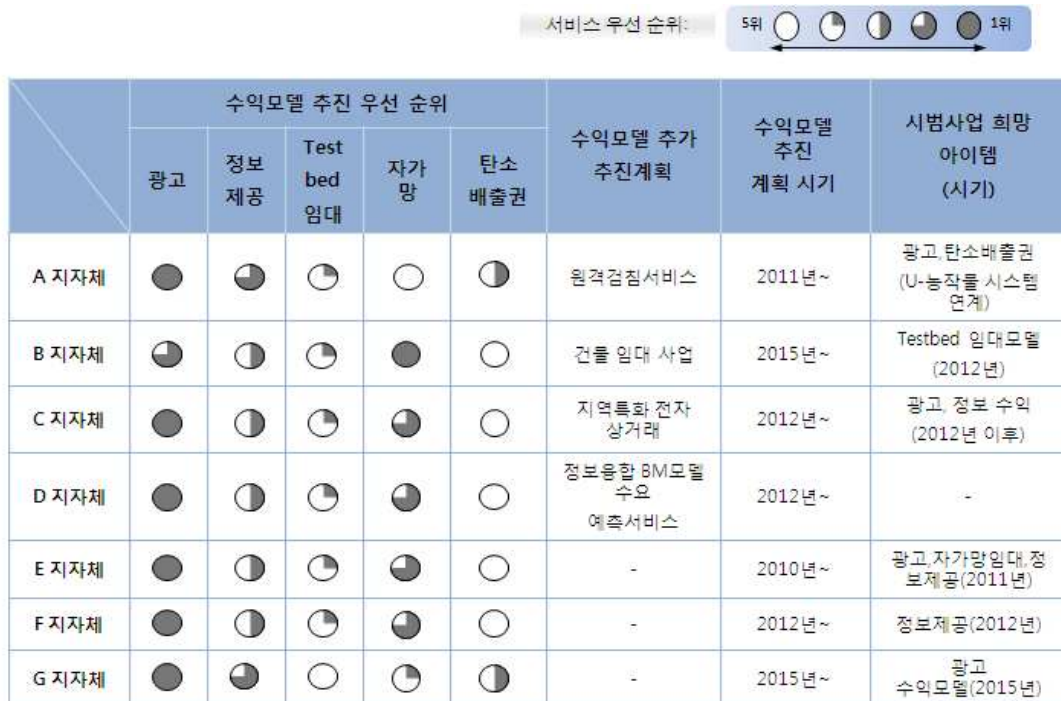 서비스 우선 순위:
5위
1위
수익모델 추진 우선 순위
광고
정보
제공
Test
bed
임대
자가
망
탄소
배출권
수익모델 추가
추진계획
수익모델
추진
계획 시기
시범사업 희망
아이템
(시기)
A 지자체
원격검침서비스
2011년~
광고,탄소배출권
(U-농작물 시스템
연계)
B 지자체
건물 임대 사업
2015년~
Testbed 임대모델
(2012년)
C 지자체
지역특화 전자
상거래
2012년~
광고, 정보 수익
(2012년 이후)
D 지자체
정보융합 BM모델
수요
예측서비스
2012년~
-
E 지자체
-
2010년~
광고,자가망임대,정
보제공(2011년)
F 지자체
-
2012년~
정보제공(2012년)
G 지자체
-
2015년~
광고
수익모델(2015년)